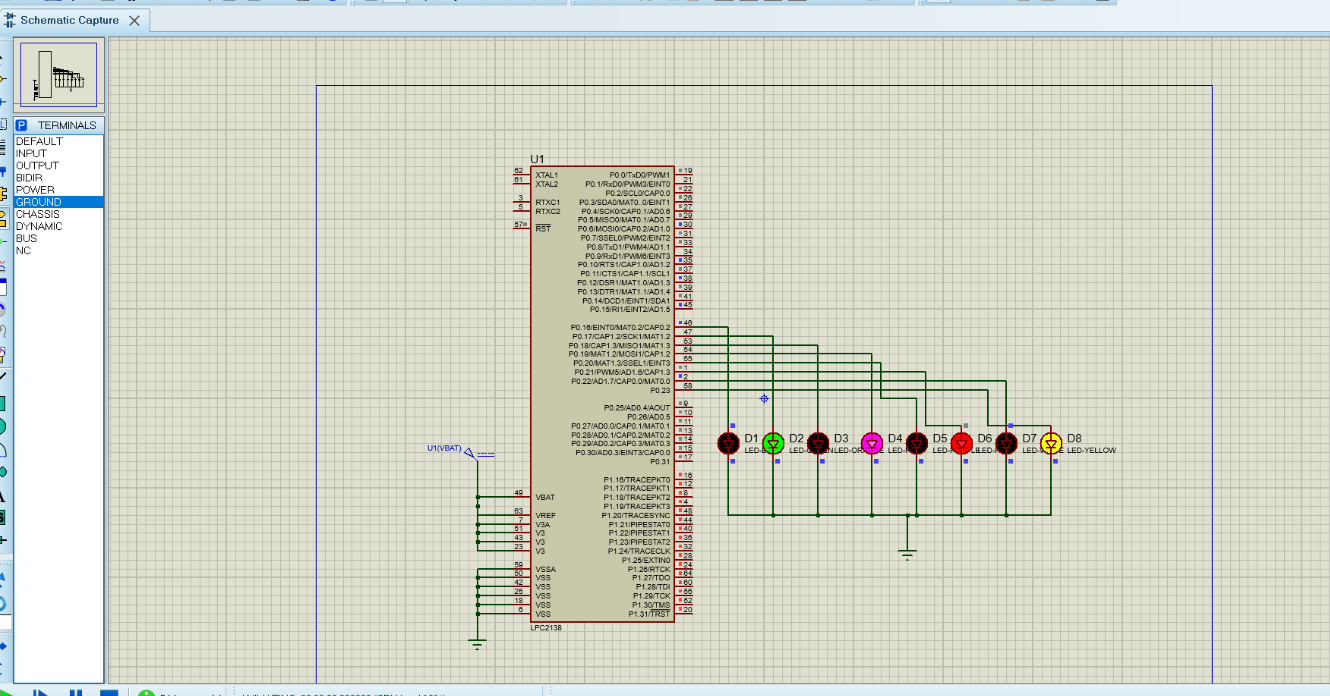 Schematic Capture
P TERMINALS
DEFAULT
INPUT
OUTPUT
BIDIR
POWER
GROUND
CHASSIS
DYNAMIC
BUS
NC
U1
62 XTAL1
61 XTAL2
3 RTXC1
5 RTXC2
57 RST
U1(VBAT)
49 VBAT
63 VREF
7 V3A
51 V3
43 V3
23 V3
59 VSSA
50 VSS
42 VSS
25 VSS
18 VSS
6 VSS
P0.0/TxD0/PWM1 19
P0.1/RxD0/PWM3/EINT0 21
P0.2/SCL0/CAP0.0 22
P0.3/SDA0/MAT0..0/EINT1 26
P0.4/SCK0/CAP0.1/AD0.6 27
P0.5/MISO0/MAT0.1/AD0.7 29
P0.6/MOSI0/CAP0.2/AD1.0 30
P0.7/SSEL0/PWM2/EINT2 31
P0.8/TxD1/PWM4/AD1.1 33
P0.9/RxD1/PWM6/EINT3 34
P0.10/RTS1/CAP1.0/AD1.2 35
P0.11/CTS1/CAP1.1/SCL1 37
P0.12/DSR1/MAT1.0/AD1.3 38
P0.13/DTR1/MAT1.1/AD1.4 39
P0.14/DCD1/EINT1/SDA1 41
P0.15/RI1/EINT2/AD1.5 45
P0.16/EINT0/MAT0.2/CAP0.2 46
P0.17/CAP1.2/SCK1/MAT1.2 47
P0.18/CAP1.3/MISO1/MAT1.3 53
P0.19/MAT1.2/MOSI1/CAP1.2 54
P0.20/MAT1.3/SSEL1/EINT3 55
P0.21/PWM5/AD1.6/CAP1.3 1
P0.22/AD1.7/CAP0.0/MAT0.0 2
P0.23 58
P0.25/AD0.4/AOUT 9
P0.26/AD0.5 10
P0.27/AD0.0/CAP0.1/MAT0.1 11
P0.28/AD0.1/CAP0.2/MAT0.2 13
P0.29/AD0.2/CAP0.3/MAT0.3 14
P0.30/AD0.3/EINT3/CAP0.0 15
P0.31 17
P1.16/TRACEPKT0 16
P1.17/TRACEPKT1 12
P1.18/TRACEPKT2 8
P1.19/TRACEPKT3 4
P1.20/TRACESYNC 48
P1.21/PIPESTAT0 44
P1.22/PIPESTAT1 40
P1.23/PIPESTAT2 36
P1.24/TRACECLK 32
P1.25/EXTIN0 28
P1.26/RTCK 24
P1.27/TDO 64
P1.28/TDI 60
P1.29/TCK 56
P1.30/TMS 52
P1.31/TRST 20
LPC2138
D1 D2 D3 D4 D5 D6 D7 D8
LED-YELLOW